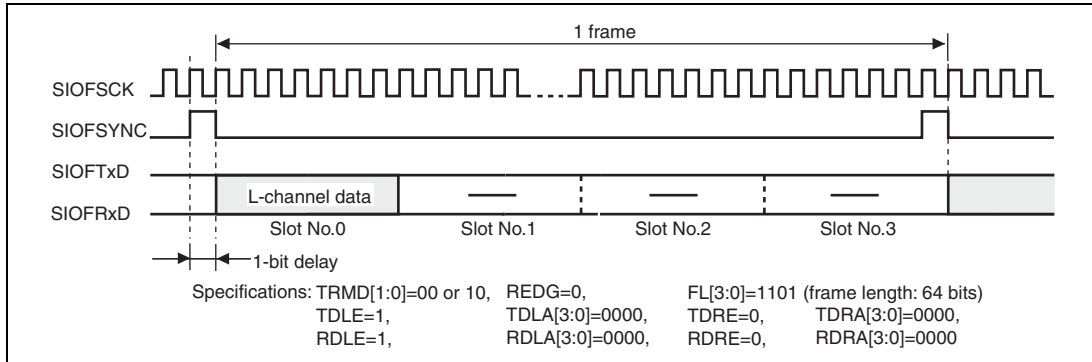 1 frame
SIOFSCK
SIOFSYNC
SIOFTxD
L-channel data
SIOFRxD
Slot No.0 Slot No.1 Slot No.2 Slot No.3
1-bit delay
Specifications: TRMD[1:0]=00 or 10, REDG=0, FL[3:0]=1101 (frame length: 64 bits)
TDLE=1, TDLA[3:0]=0000, TDRE=0, TDRA[3:0]=0000,
RDLE=1, RDLA[3:0]=0000, RDRE=0, RDRA[3:0]=0000